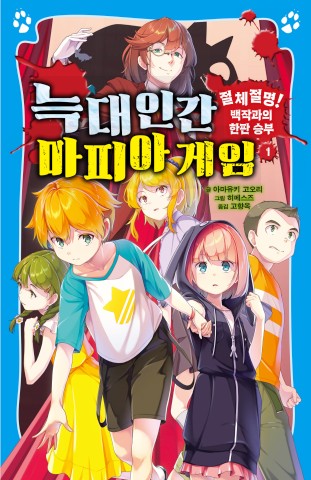 늑대인간
마피아 게임
절체절명!
백작과의
한판 승부
1
글 아마유키 고오리
그림 히베스즈
옮김 고향옥